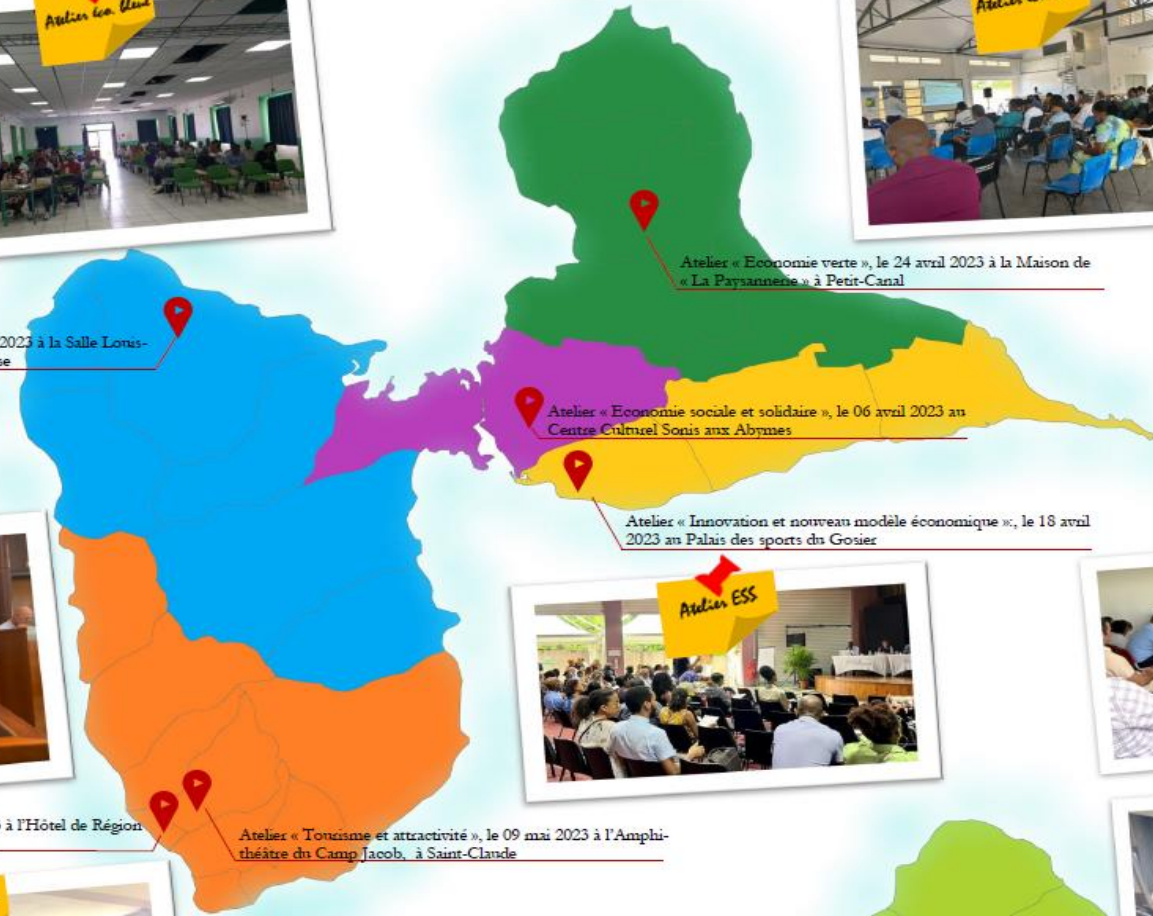 Atelier éco. bleue
Atelier « Economie verte », le 24 avril 2023 à la Maison de
« La Paysannerie » à Petit-Canal
2023 à la Salle Louis-
se
Atelier « Economie sociale et solidaire », le 06 avril 2023 au
Centre Culturel Sonis aux Abymes
Atelier « Innovation et nouveau modèle économique »:, le 18 avril
2023 au Palais des sports du Gosier
Atelier ESS
à l'Hôtel de Région
Atelier « Tourisme et attractivité », le 09 mai 2023 à l'Amphi-
théâtre du Camp Jacob, à Saint-Claude